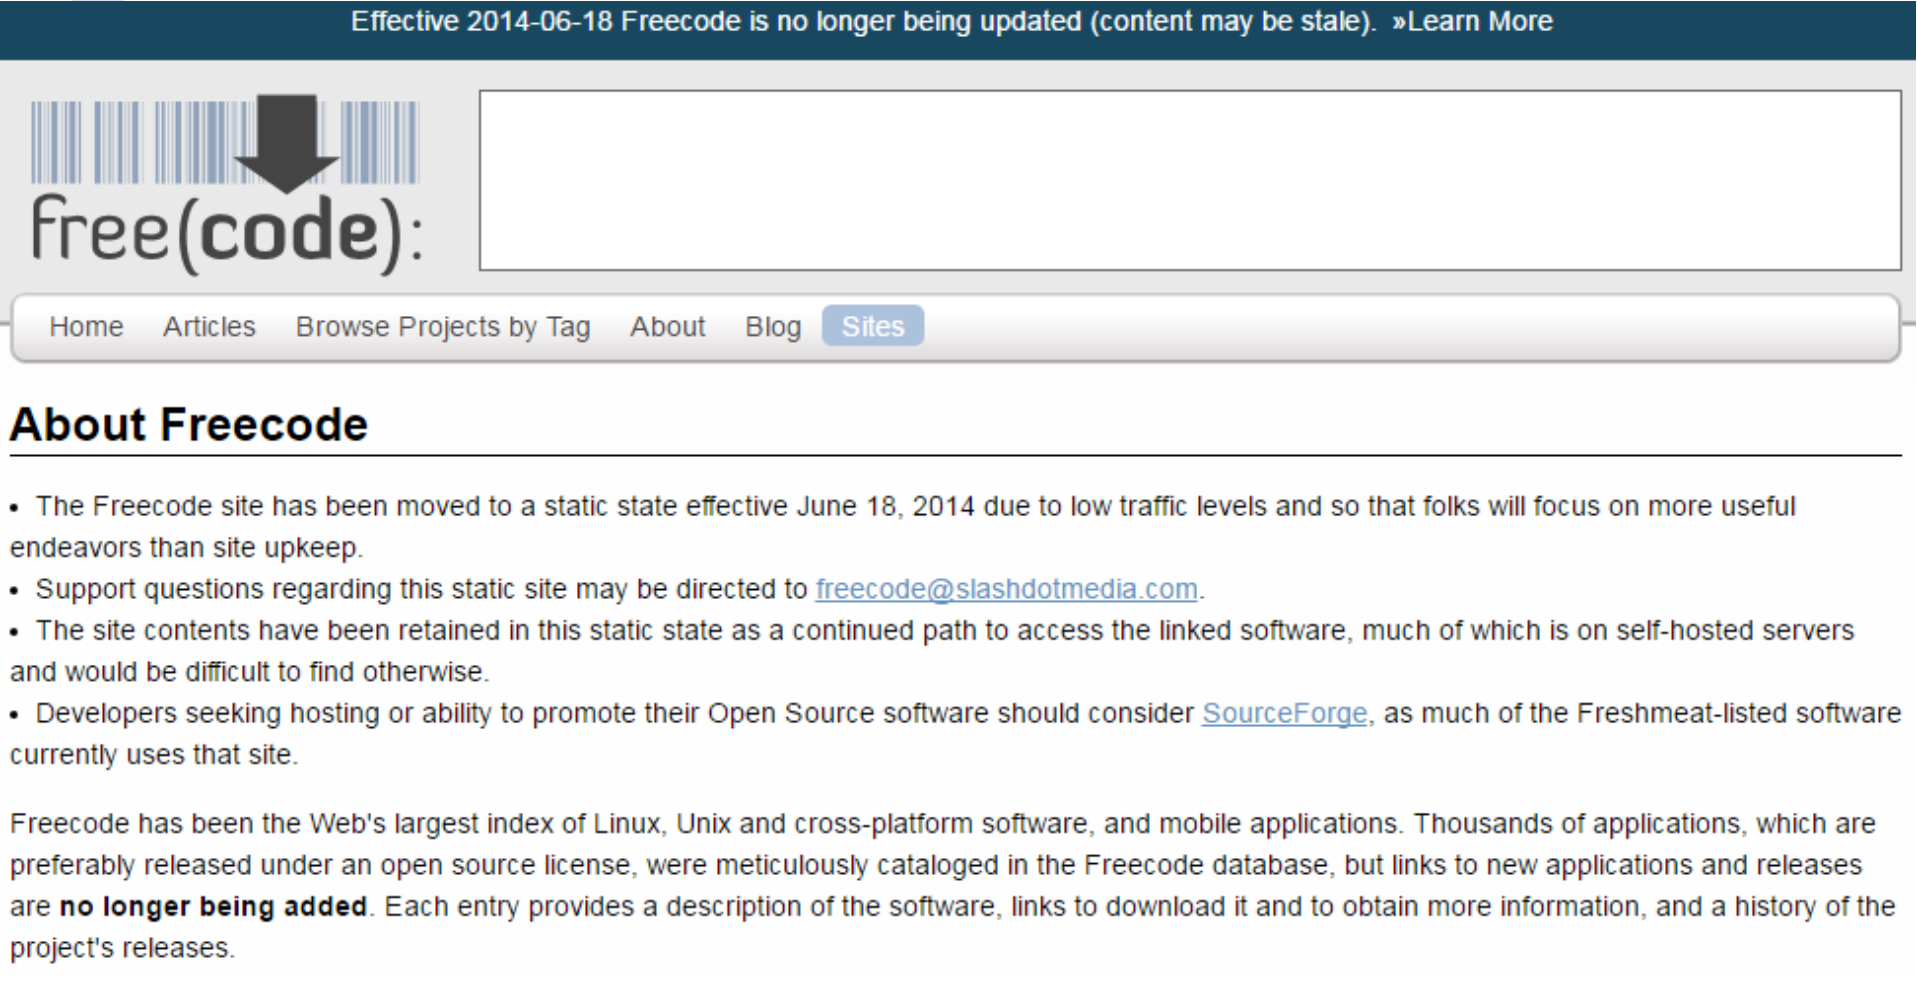 Effective 2014-06-18 Freecode is no longer being updated (content may be stale). »Learn More
free(code):
Home Articles Browse Projects by Tag About Blog Sites
About Freecode
• The Freecode site has been moved to a static state effective June 18, 2014 due to low traffic levels and so that folks will focus on more useful
endeavors than site upkeep.
• Support questions regarding this static site may be directed to freecode@slashdotmedia.com.
• The site contents have been retained in this static state as a continued path to access the linked software, much of which is on self-hosted servers
and would be difficult to find otherwise.
• Developers seeking hosting or ability to promote their Open Source software should consider SourceForge, as much of the Freshmeat-listed software
currently uses that site.
Freecode has been the Web's largest index of Linux, Unix and cross-platform software, and mobile applications. Thousands of applications, which are
preferably released under an open source license, were meticulously cataloged in the Freecode database, but links to new applications and releases
are no longer being added. Each entry provides a description of the software, links to download it and to obtain more information, and a history of the
project's releases.